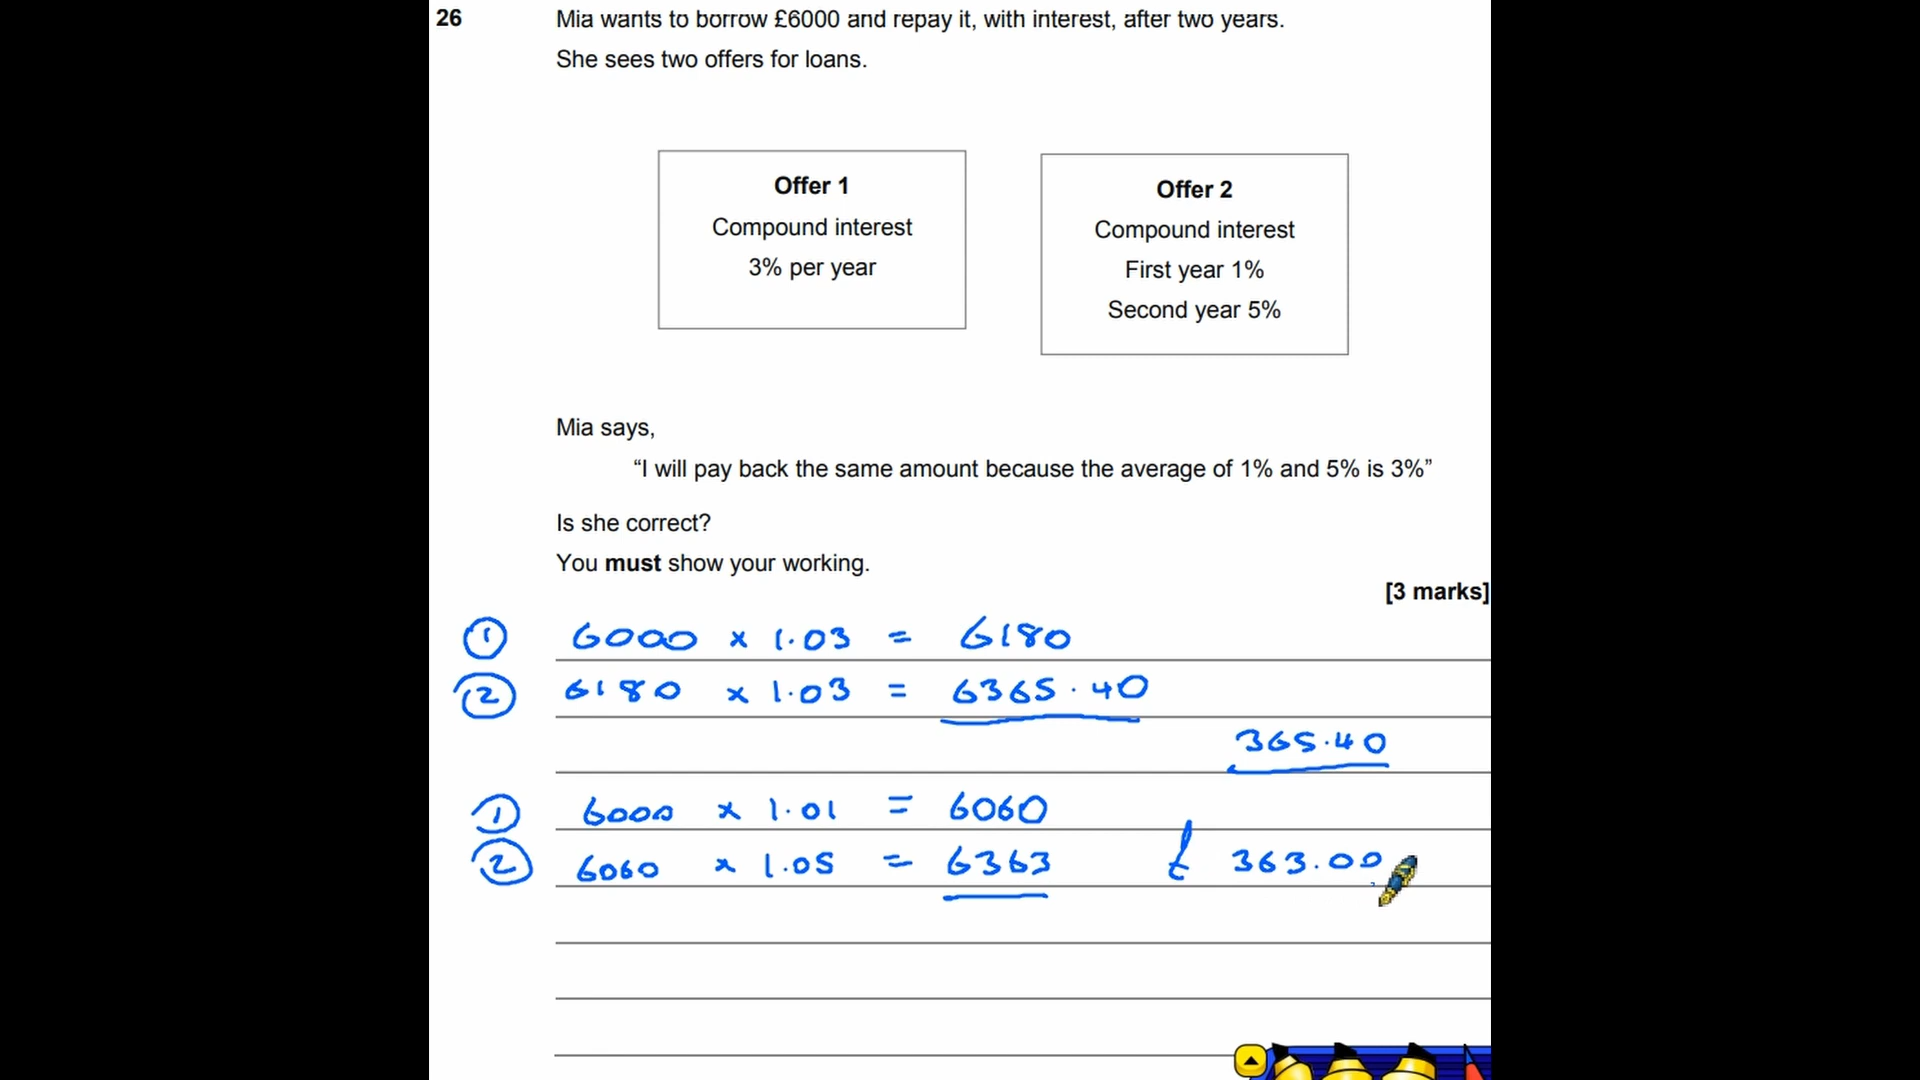 26 Mia wants to borrow £6000 and repay it, with interest, after two years.
She sees two offers for loans.
Offer 1
Compound interest
3% per year
Offer 2
Compound interest
First year 1%
Second year 5%
Mia says,
“I will pay back the same amount because the average of 1% and 5% is 3%”
Is she correct?
You must show your working.
[3 marks]
① 6000 × 1.03 = 6180
② 6180 × 1.03 = 6365.40
365.40
① 6000 × 1.01 = 6060
② 6060 × 1.05 = 6363 £ 363.00